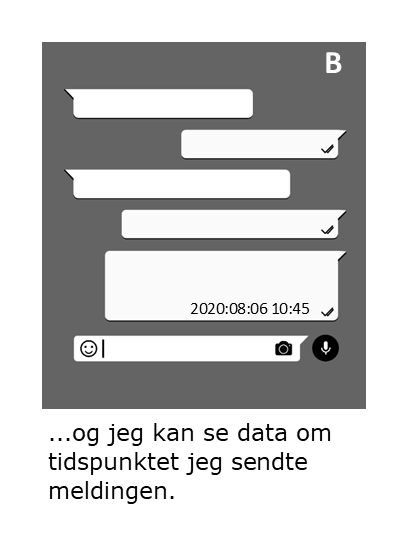 B
2020:08:06 10:45
...og jeg kan se data om
tidspunktet jeg sendte
meldingen.